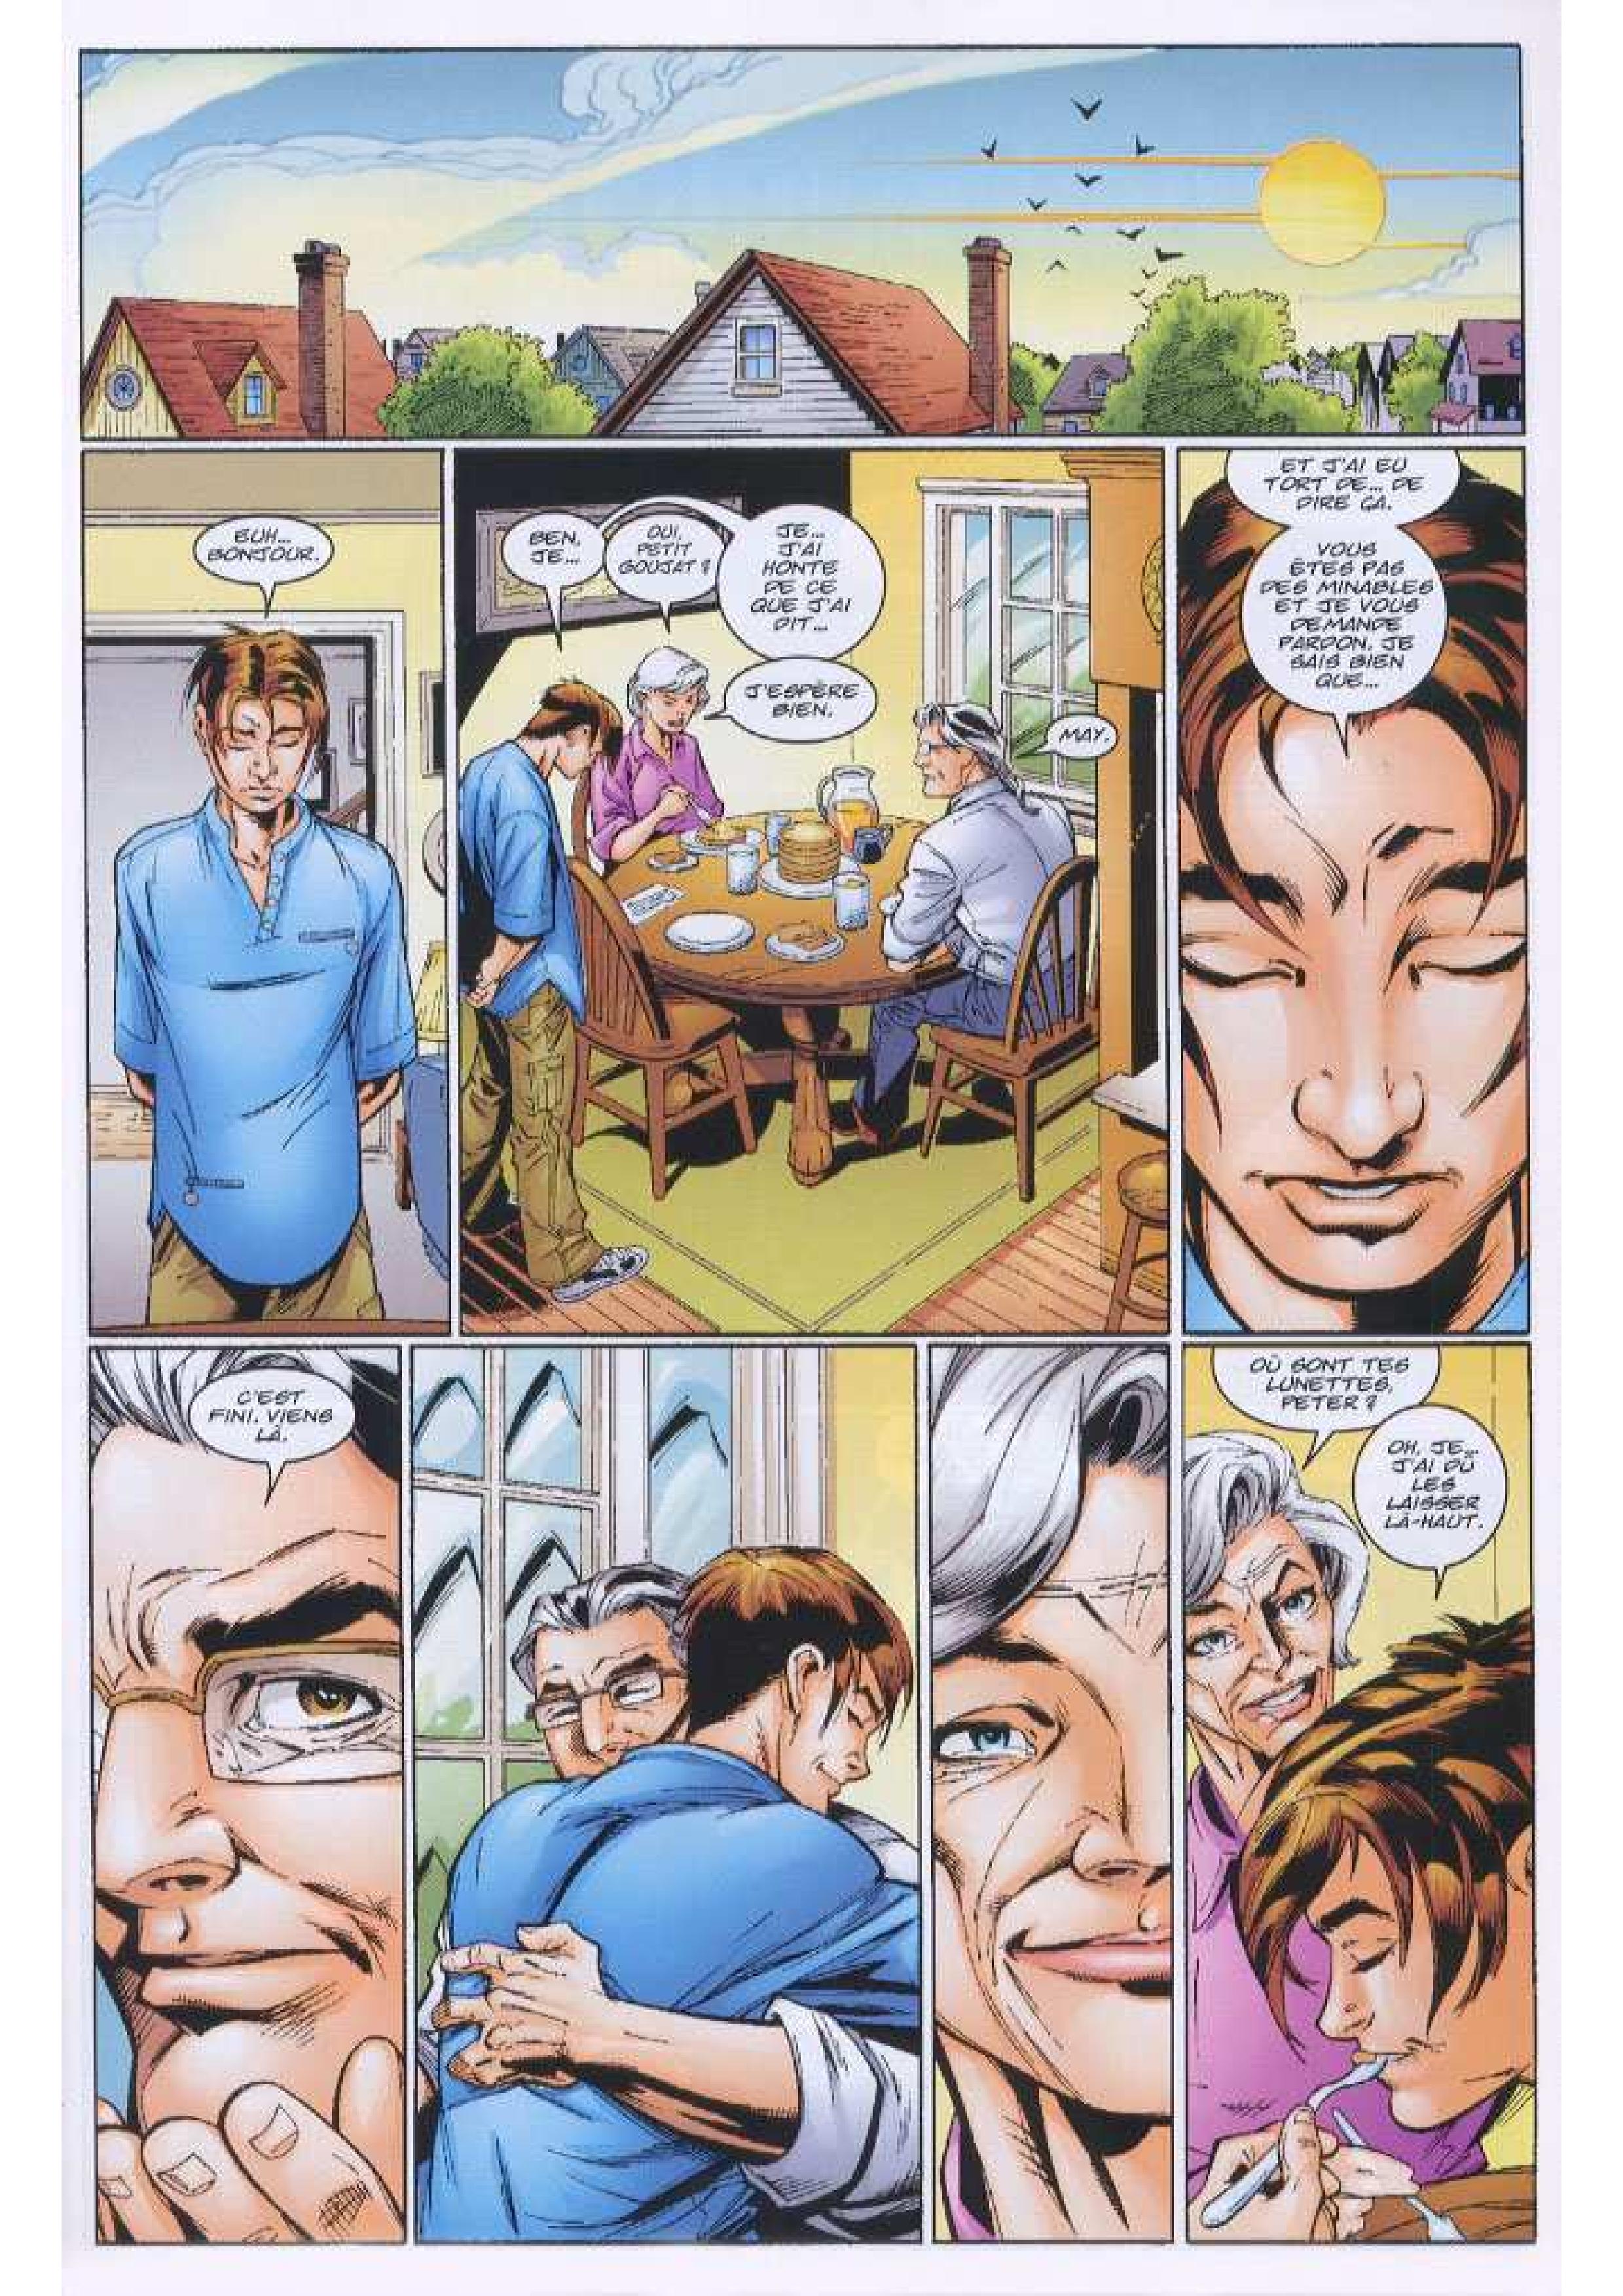 EUH...
BONJOUR.
BEN,
JE...
OUI,
PETIT
GOUJAT ?
JE...
J'AI
HONTE
DE CE
QUE J'AI
DIT...
J'ESPÈRE
BIEN.
MAY.
ET J'AI EU
TORT DE... DE
DIRE ÇA.
VOUS
ÊTES PAS
DES MINABLES
ET JE VOUS
DEMANDE
PARDON. JE
SAIS BIEN
QUE...
C'EST
FINI. VIENS
LÀ.
OÙ SONT TES
LUNETTES,
PETER ?
OH, JE...
J'AI DÛ
LES
LAISSER
LÀ-HAUT.